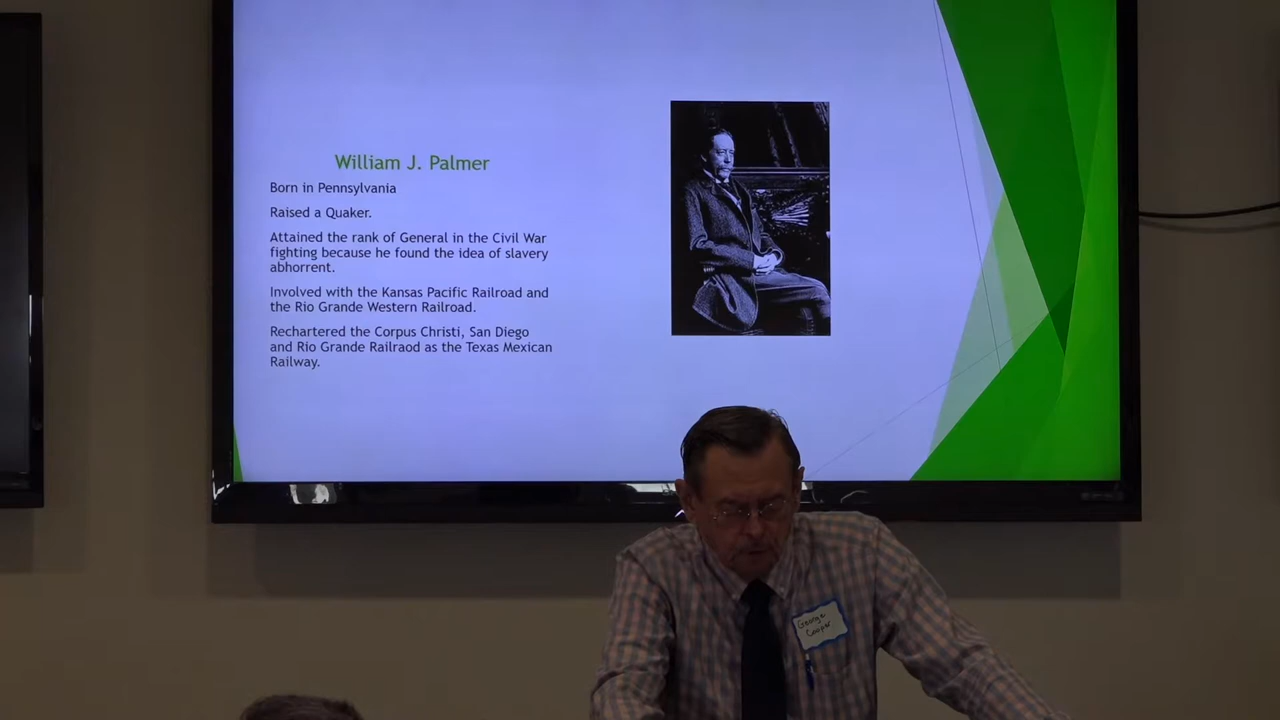 William J. Palmer
Born in Pennsylvania
Raised a Quaker.
Attained the rank of General in the Civil War
fighting because he found the idea of slavery
abhorrent.
Involved with the Kansas Pacific Railroad and
the Rio Grande Western Railroad.
Rechartered the Corpus Christi, San Diego
and Rio Grande Railraod as the Texas Mexican
Railway.
George
Cooper